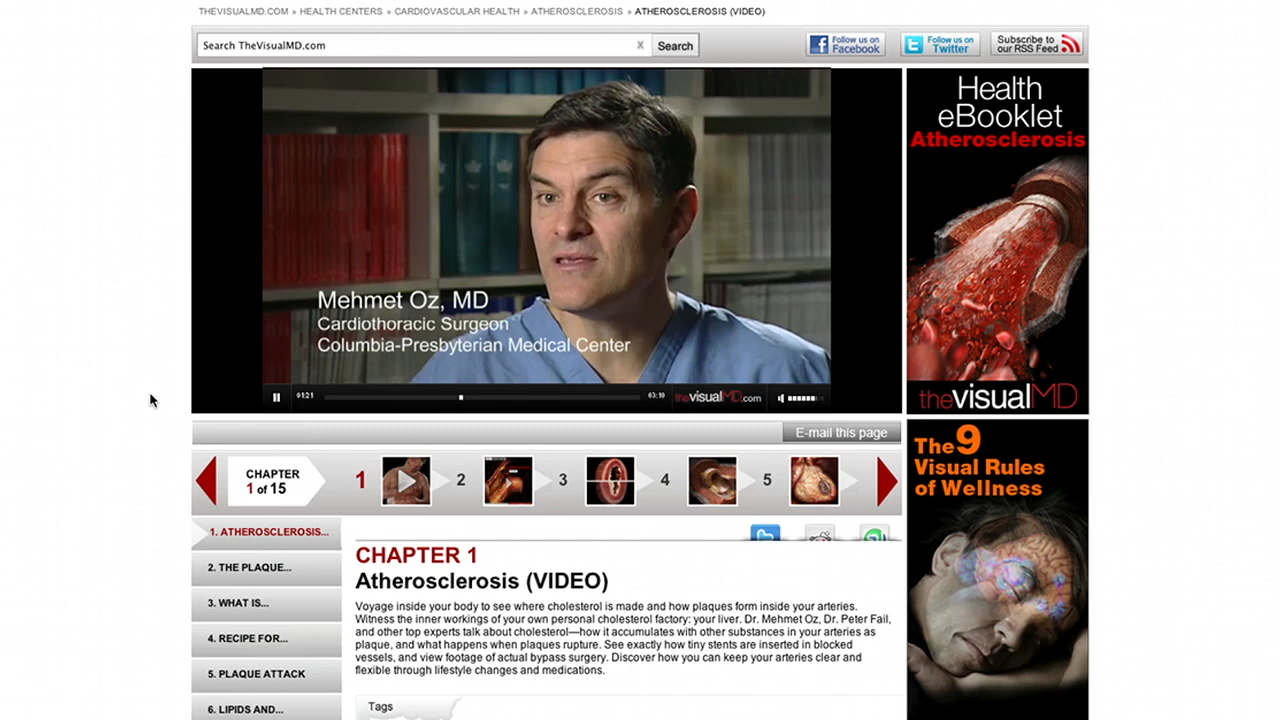 THEVISUALMD.COM » HEALTH CENTERS » CARDIOVASCULAR HEALTH » ATHEROSCLEROSIS » ATHEROSCLEROSIS (VIDEO)
Search TheVisualMD.com
X
Search
Follow us on
Facebook
Follow us on
Twitter
Subscribe to
our RSS Feed
Mehmet Oz, MD
Cardiothoracic Surgeon
Columbia-Presbyterian Medical Center
01:21
03:10
thevisualMD.com
Health
eBooklet
Atherosclerosis
thevisualMD
E-mail this page
CHAPTER
1 of 15
1
2
3
4
5
The 9
Visual Rules
of Wellness
1. ATHEROSCLEROSIS...
2. THE PLAQUE...
3. WHAT IS...
4. RECIPE FOR...
5. PLAQUE ATTACK
6. LIPIDS AND...
CHAPTER 1
Atherosclerosis (VIDEO)
Voyage inside your body to see where cholesterol is made and how plaques form inside your arteries.
Witness the inner workings of your own personal cholesterol factory: your liver. Dr. Mehmet Oz, Dr. Peter Fail,
and other top experts talk about cholesterol—how it accumulates with other substances in your arteries as
plaque, and what happens when plaques rupture. See exactly how tiny stents are inserted in blocked
vessels, and view footage of actual bypass surgery. Discover how you can keep your arteries clear and
flexible through lifestyle changes and medications.
Tags